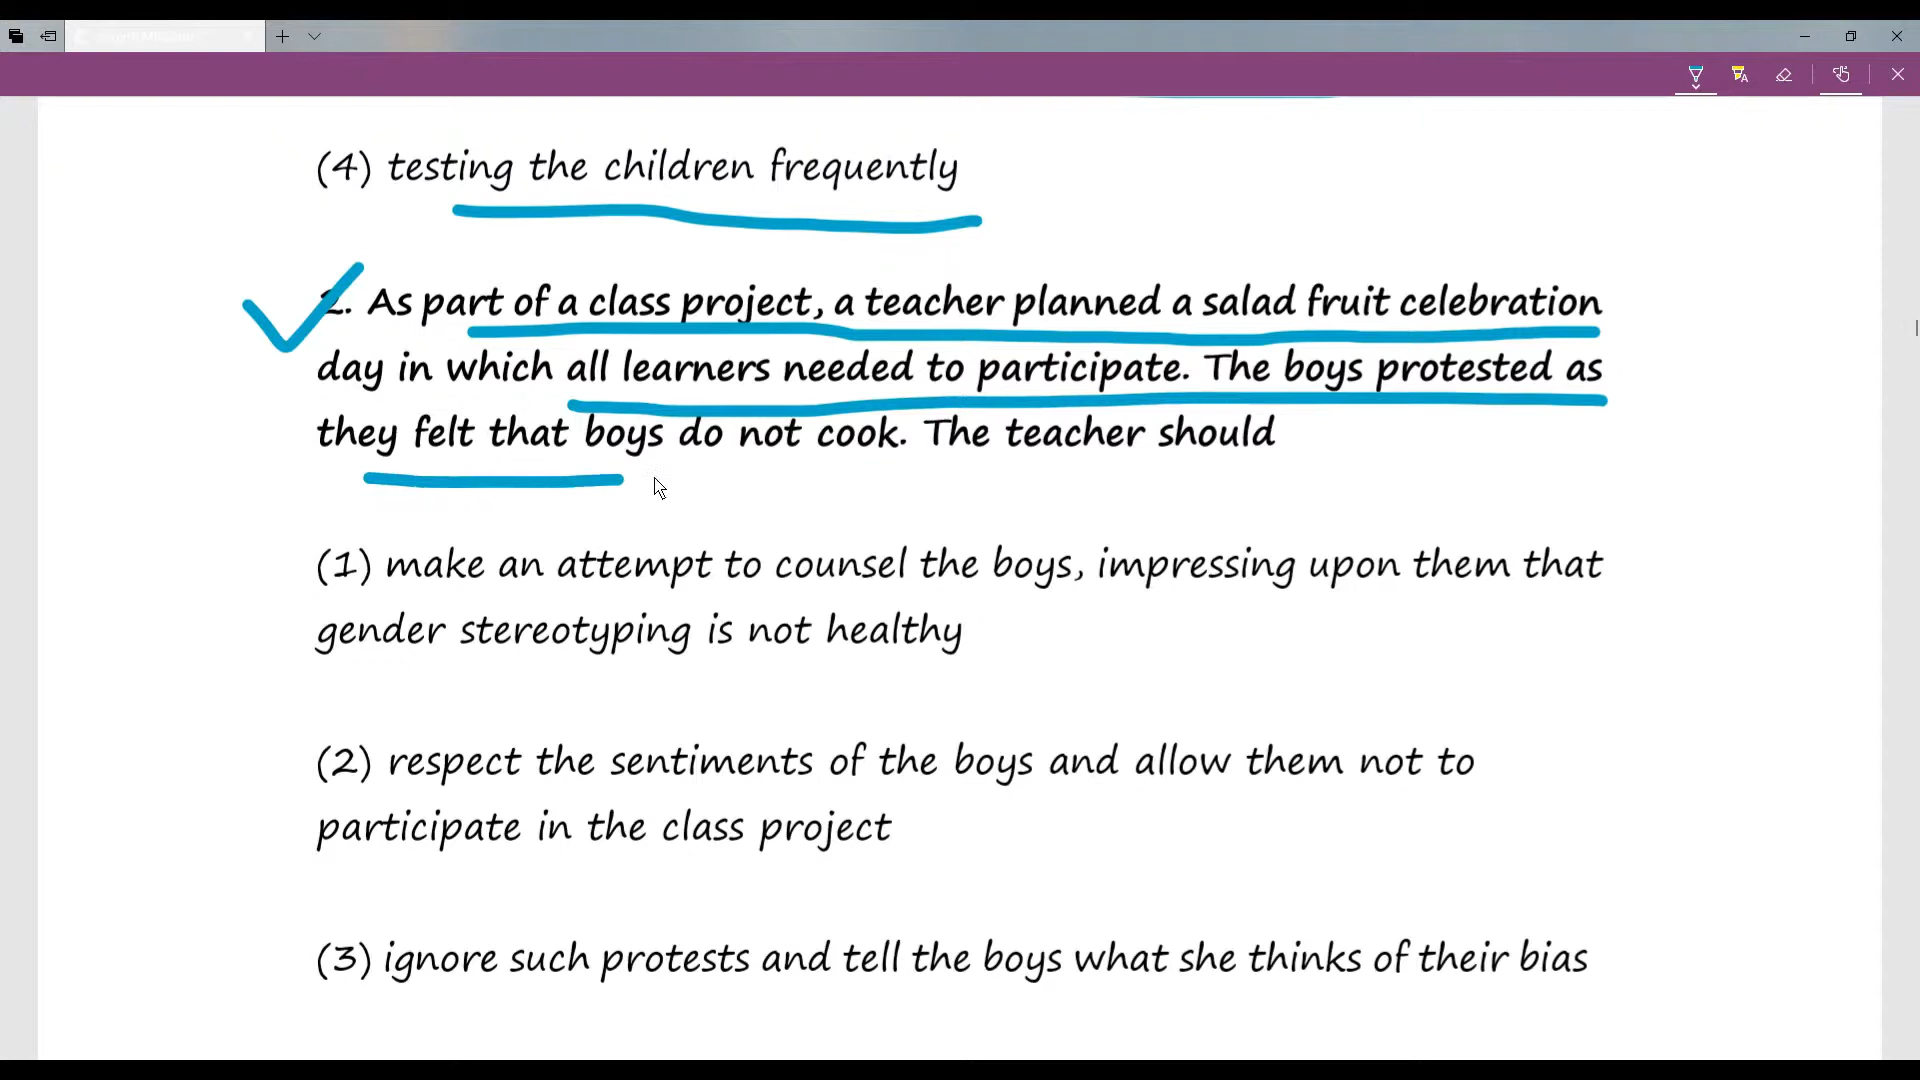 (4) testing the children frequently
2. As part of a class project, a teacher planned a salad fruit celebration
day in which all learners needed to participate. The boys protested as
they felt that boys do not cook. The teacher should
(1) make an attempt to counsel the boys, impressing upon them that
gender stereotyping is not healthy
(2) respect the sentiments of the boys and allow them not to
participate in the class project
(3) ignore such protests and tell the boys what she thinks of their bias